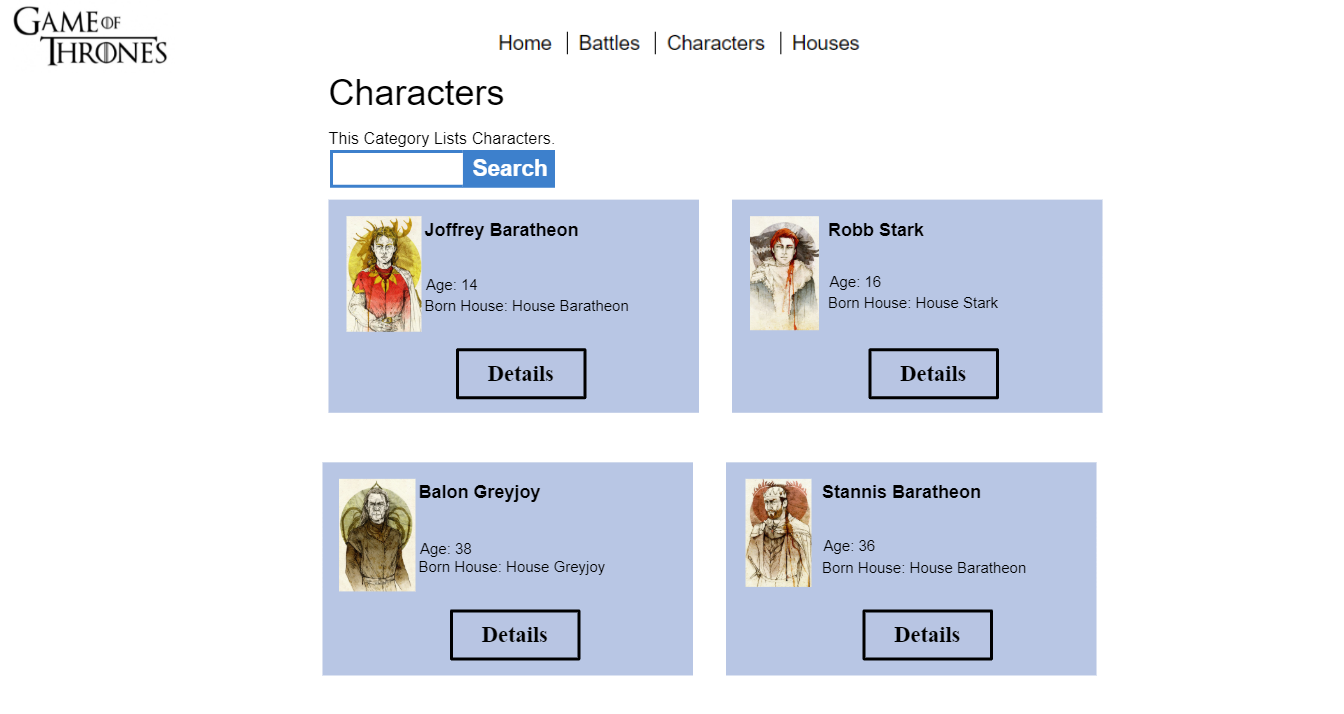 GAME OF
THRONES
Home Battles Characters Houses
Characters
This Category Lists Characters.
Search
Joffrey Baratheon
Age: 14
Born House: House Baratheon
Details
Robb Stark
Age: 16
Born House: House Stark
Details
Balon Greyjoy
Age: 38
Born House: House Greyjoy
Details
Stannis Baratheon
Age: 36
Born House: House Baratheon
Details